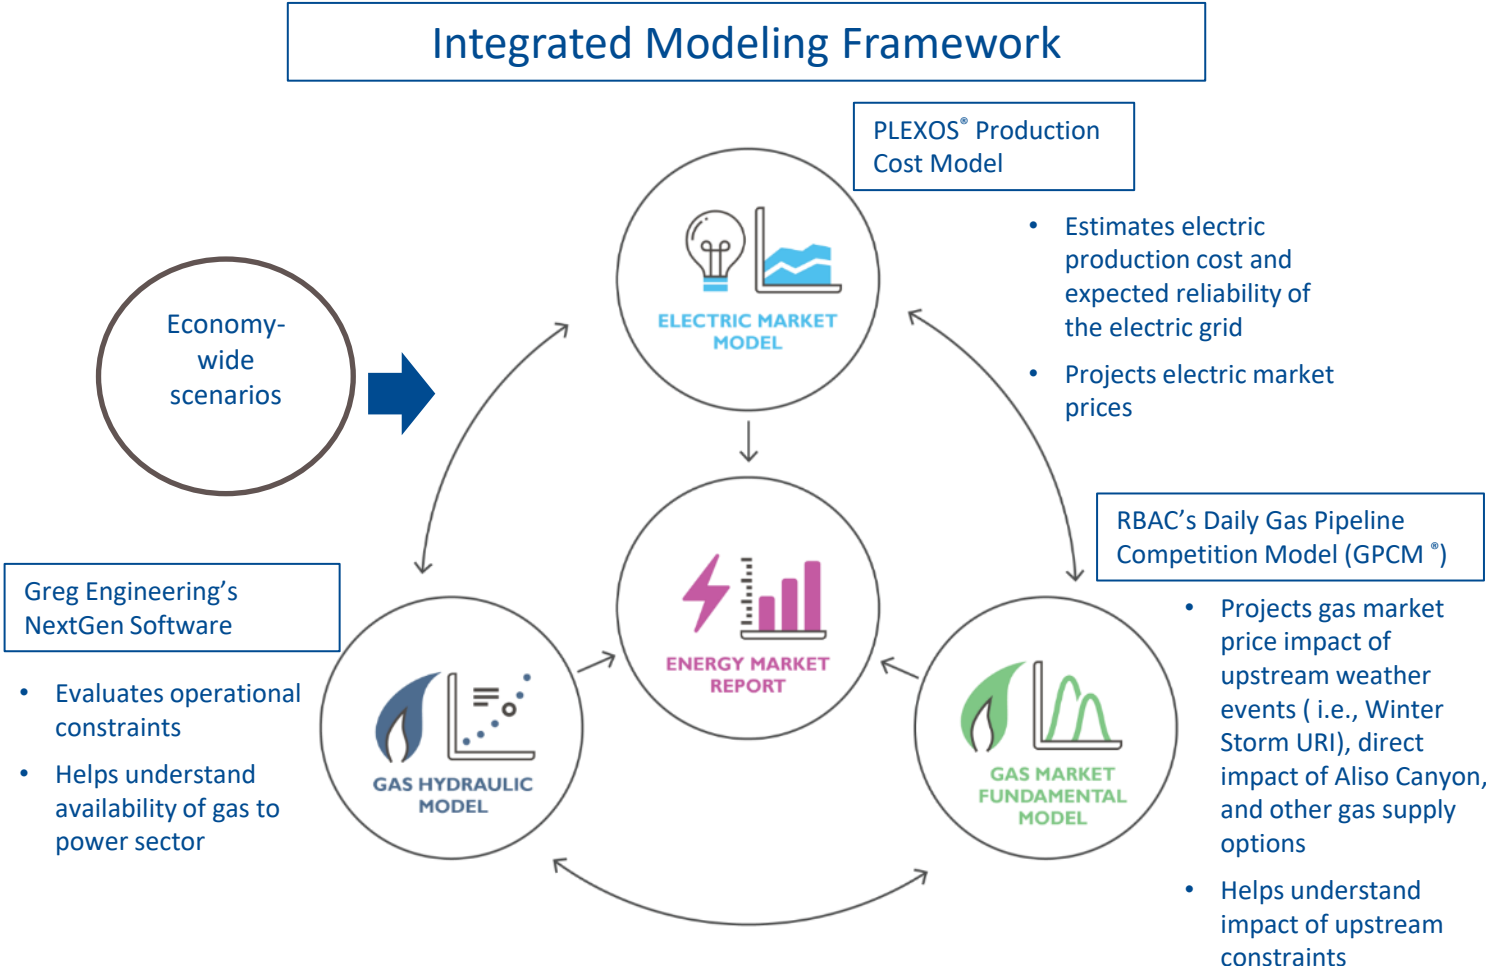 Integrated Modeling Framework
PLEXOS® Production
Cost Model
• Estimates electric
production cost and
expected reliability of
the electric grid
• Projects electric market
prices
ELECTRIC MARKET
MODEL
Economy-
wide
scenarios
RBAC’s Daily Gas Pipeline
Competition Model (GPCM ®)
• Projects gas market
price impact of
upstream weather
events ( i.e., Winter
Storm URI), direct
impact of Aliso Canyon,
and other gas supply
options
• Helps understand
impact of upstream
constraints
Greg Engineering’s
NextGen Software
• Evaluates operational
constraints
• Helps understand
availability of gas to
power sector
ENERGY MARKET
REPORT
GAS HYDRAULIC
MODEL
GAS MARKET
FUNDAMENTAL
MODEL